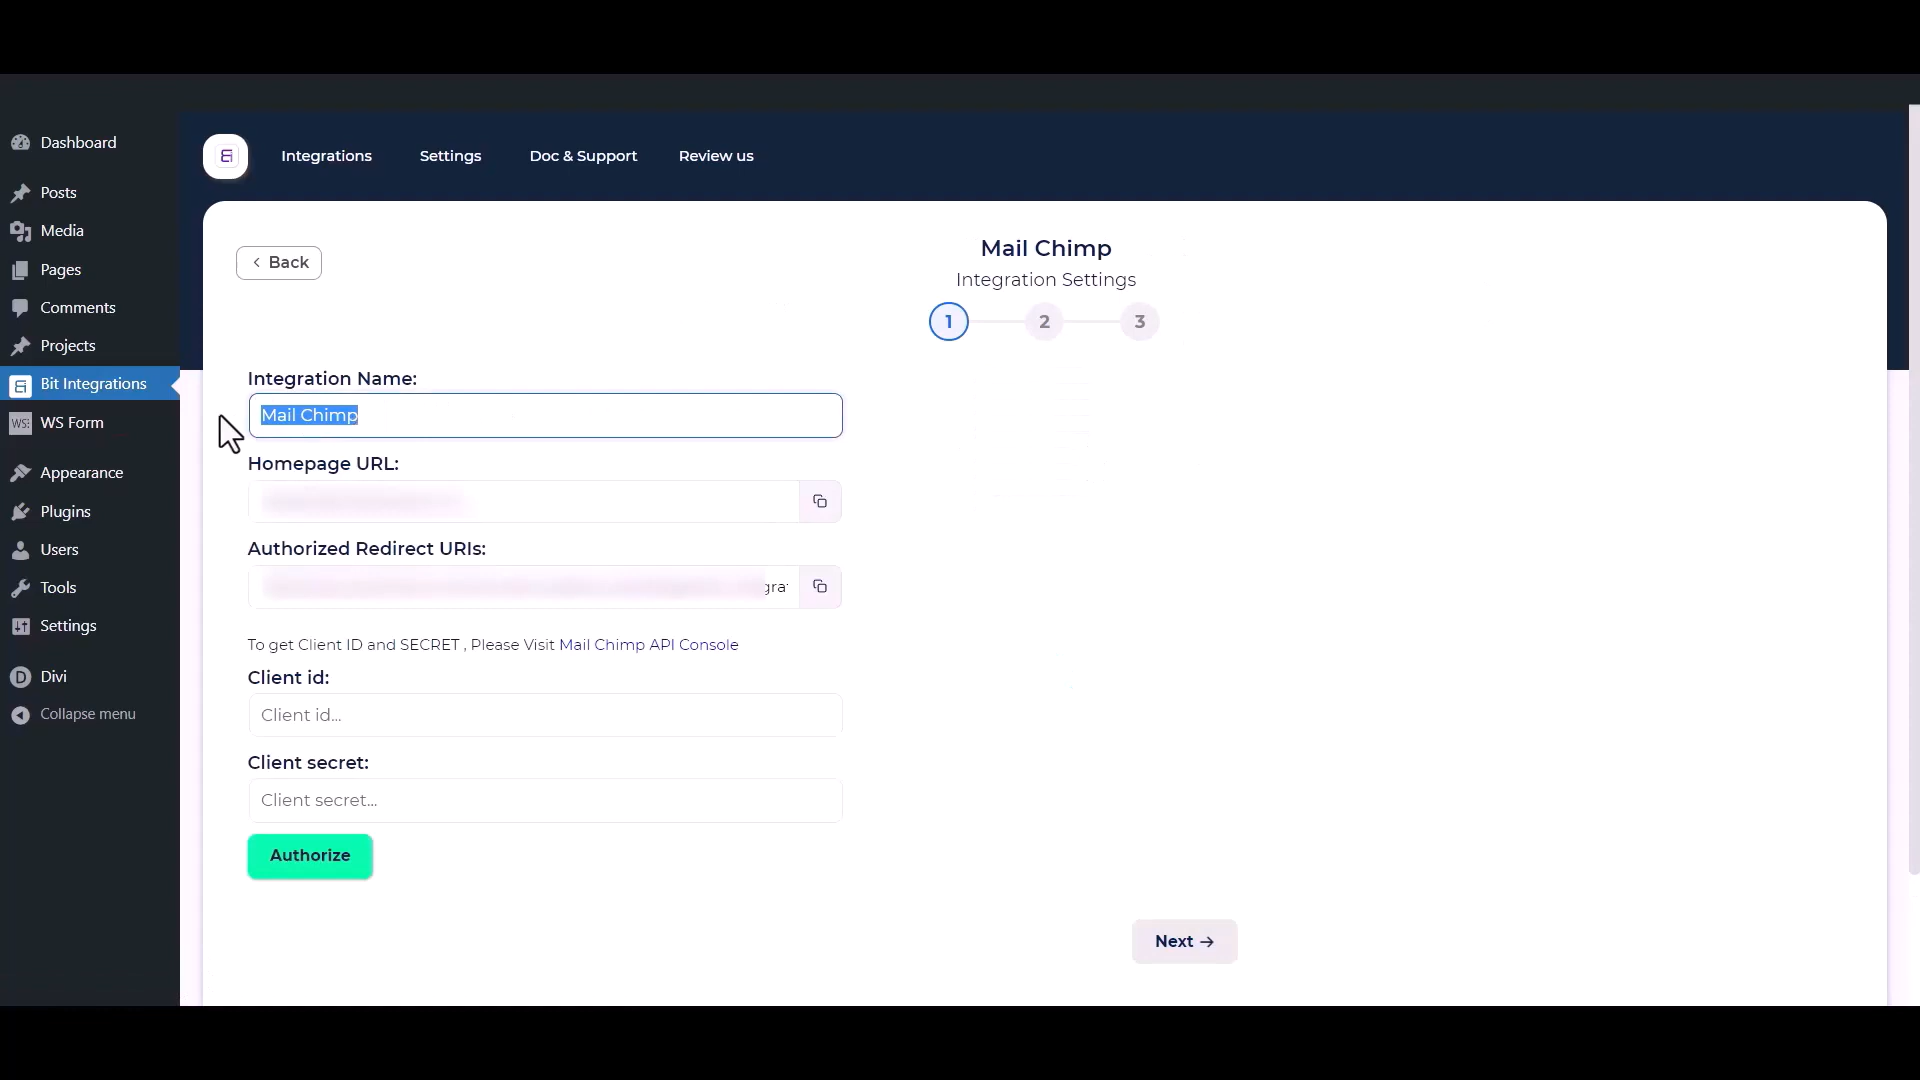 Dashboard
Posts
Media
Pages
Comments
Projects
Bit Integrations
WS Form
Appearance
Plugins
Users
Tools
Settings
Divi
Collapse menu
Integrations
Settings
Doc & Support
Review us
Back
Mail Chimp
Integration Settings
1
2
3
Integration Name:
Mail Chimp
Homepage URL:
Authorized Redirect URIs:
To get Client ID and SECRET , Please Visit Mail Chimp API Console
Client id:
Client id...
Client secret:
Client secret...
Authorize
Next →